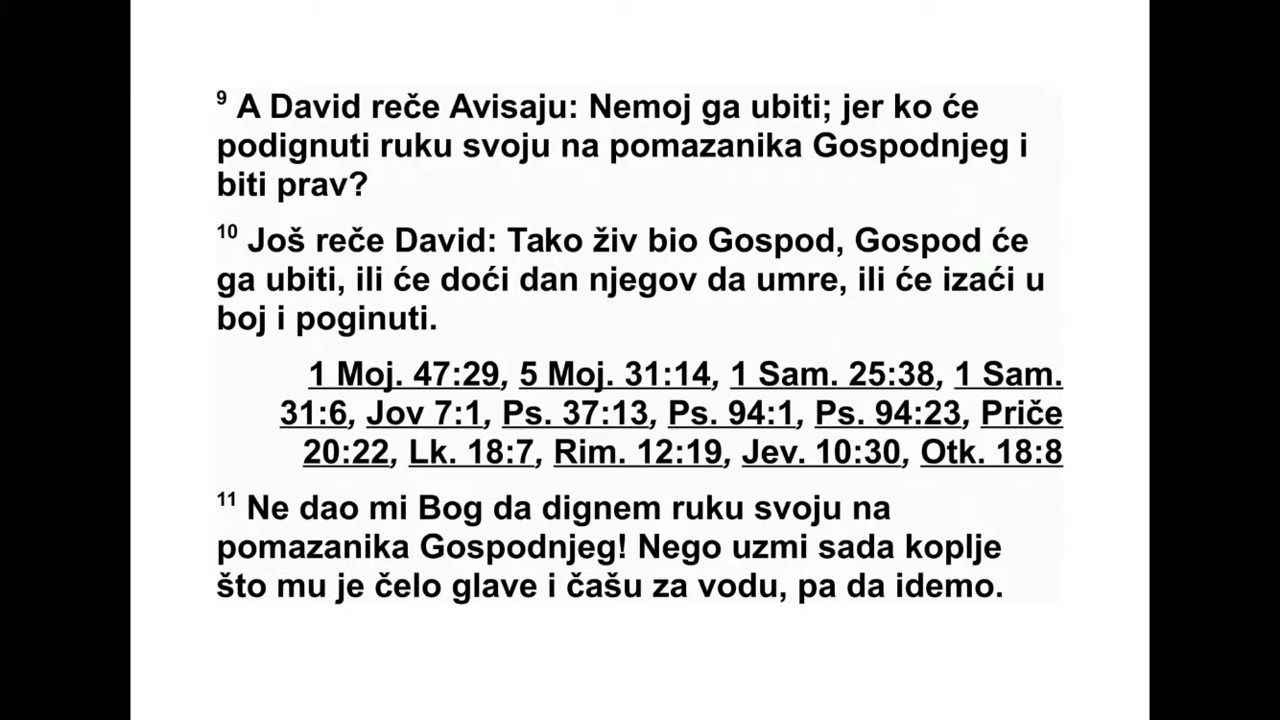 9 A David reče Avisaju: Nemoj ga ubiti; jer ko će
podignuti ruku svoju na pomazanika Gospodnjeg i
biti prav?
10 Još reče David: Tako živ bio Gospod, Gospod će
ga ubiti, ili će doći dan njegov da umre, ili će izaći u
boj i poginuti.
1 Moj. 47:29, 5 Moj. 31:14, 1 Sam. 25:38, 1 Sam.
31:6, Jov 7:1, Ps. 37:13, Ps. 94:1, Ps. 94:23, Priče
20:22, Lk. 18:7, Rim. 12:19, Jev. 10:30, Otk. 18:8
11 Ne dao mi Bog da dignem ruku svoju na
pomazanika Gospodnjeg! Nego uzmi sada koplje
što mu je čelo glave i čašu za vodu, pa da idemo.